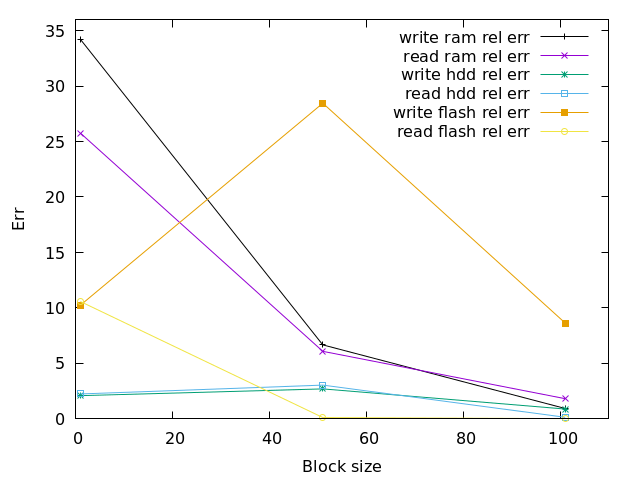 35
30
25
20
15
10
5
0
Err
write ram rel err
read ram rel err
write hdd rel err
read hdd rel err
write flash rel err
read flash rel err
0 20 40 60 80 100
Block size